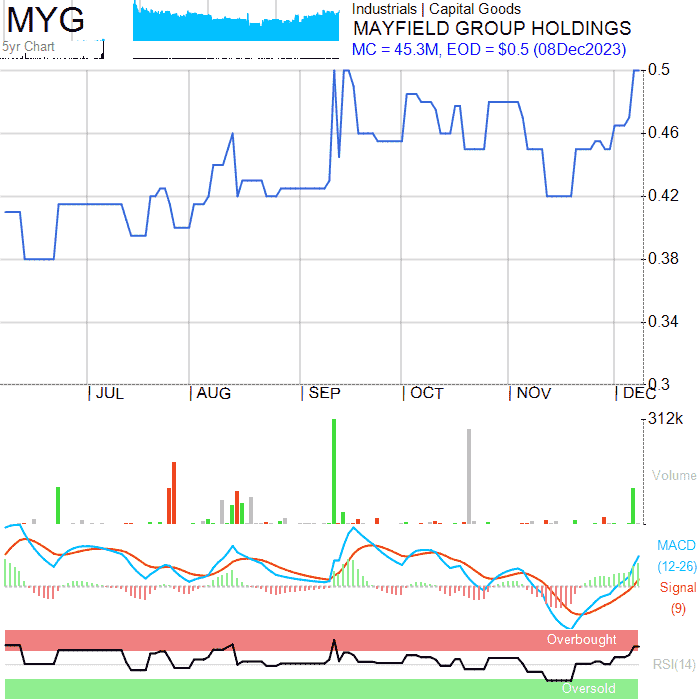 MYG
5yr Chart
Industrials | Capital Goods
MAYFIELD GROUP HOLDINGS
MC = 45.3M, EOD = $0.5 (08Dec2023)
0.5
0.46
0.42
0.38
0.34
0.3
JUL AUG SEP OCT NOV DEC
312k
Volume
MACD
(12-26)
Signal
(9)
Overbought
RSI(14)
Oversold